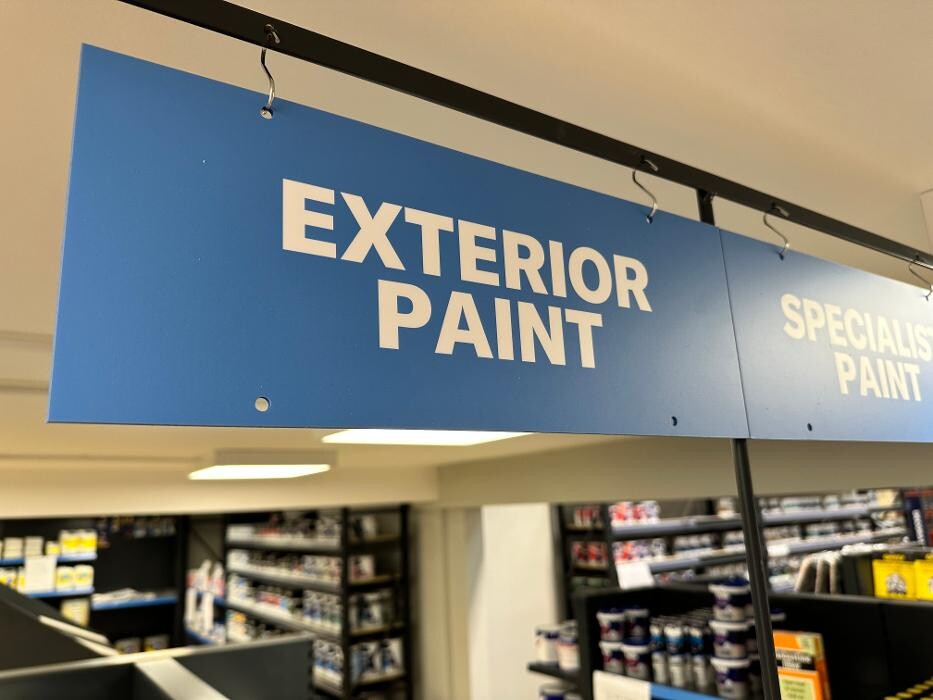 EXTERIOR
PAINT
SPECIALIST
PAINT